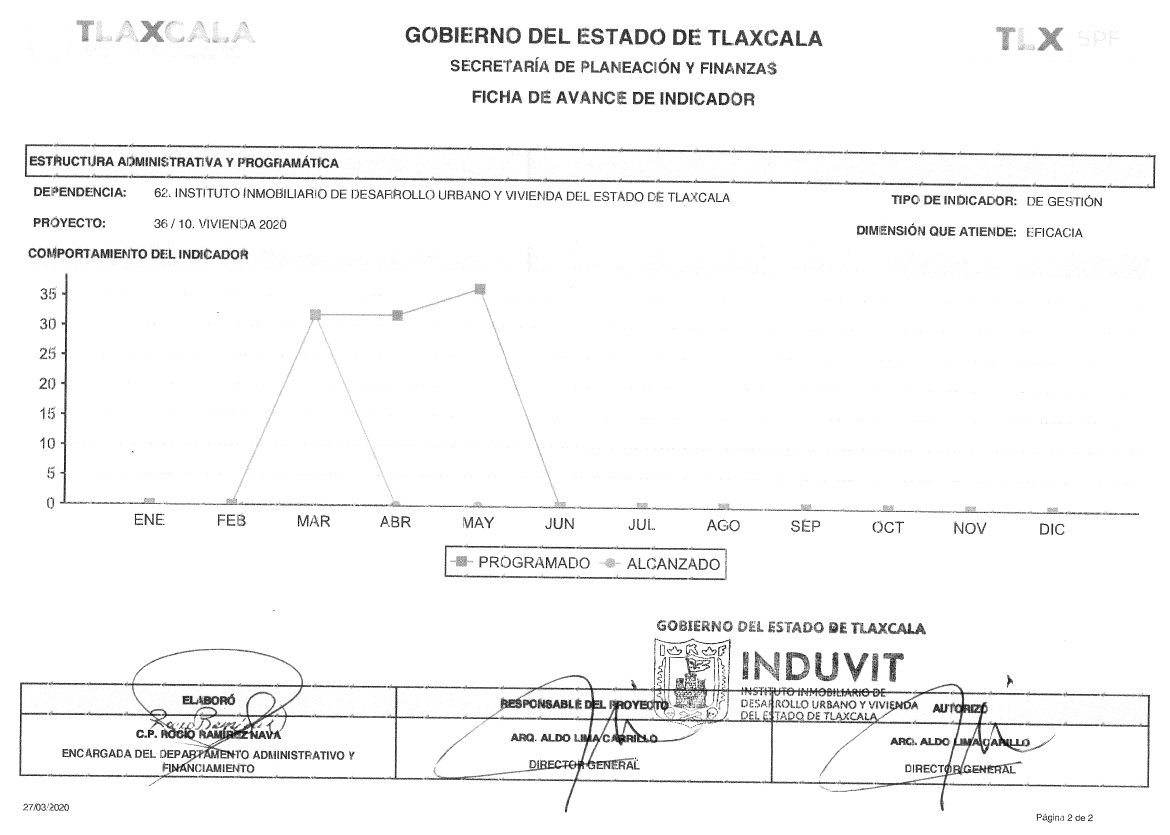 TLAXCALA
GOBIERNO DEL ESTADO DE TLAXCALA
TLX SPF
SECRETARÍA DE PLANEACIÓN Y FINANZAS
FICHA DE AVANCE DE INDICADOR
ESTRUCTURA ADMINISTRATIVA Y PROGRAMÁTICA
DEPENDENCIA: 62. INSTITUTO INMOBILIARIO DE DESARROLLO URBANO Y VIVIENDA DEL ESTADO DE TLAXCALA
TIPO DE INDICADOR: DE GESTIÓN
PROYECTO: 36 / 10. VIVIENDA 2020
DIMENSIÓN QUE ATIENDE: EFICACIA
COMPORTAMIENTO DEL INDICADOR
35
30
25
20
15
10
5
0
ENE FEB MAR ABR MAY JUN JUL AGO SEP OCT NOV DIC
PROGRAMADO ALCANZADO
GOBIERNO DEL ESTADO DE TLAXCALA
INDUVIT
INSTITUTO INMOBILIARIO DE
DESARROLLO URBANO Y VIVIENDA
DEL ESTADO DE TLAXCALA
ELABORÓ
C.P. ROCIO RAMÍREZ NAVA
ENCARGADA DEL DEPARTAMENTO ADMINISTRATIVO Y
FINANCIAMIENTO
RESPONSABLE DEL PROYECTO
ARQ. ALDO LIMA CARRILLO
DIRECTOR GENERAL
AUTORIZÓ
ARQ. ALDO LIMA CARILLO
DIRECTOR GENERAL
27/03/2020
Página 2 de 2